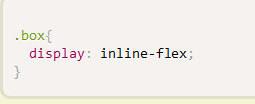 .box{
  display: inline-flex;
}